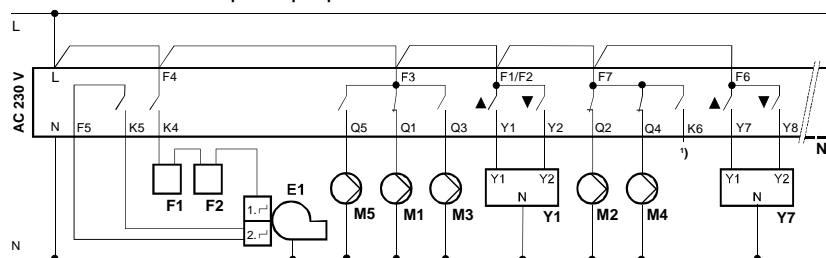 L
L F4 F3 F1/F2 F7 F6
AC 230 V
▲ ▼ ▲ ▼
N F5 K5 K4 Q5 Q1 Q3 Y1 Y2 Q2 Q4 K6 Y7 Y8
N
1)
F1 F2 E1
Y1 Y2
N
Y1 Y2
N
1.
2.
M5 M1 M3 Y1 M2 M4 Y7
N